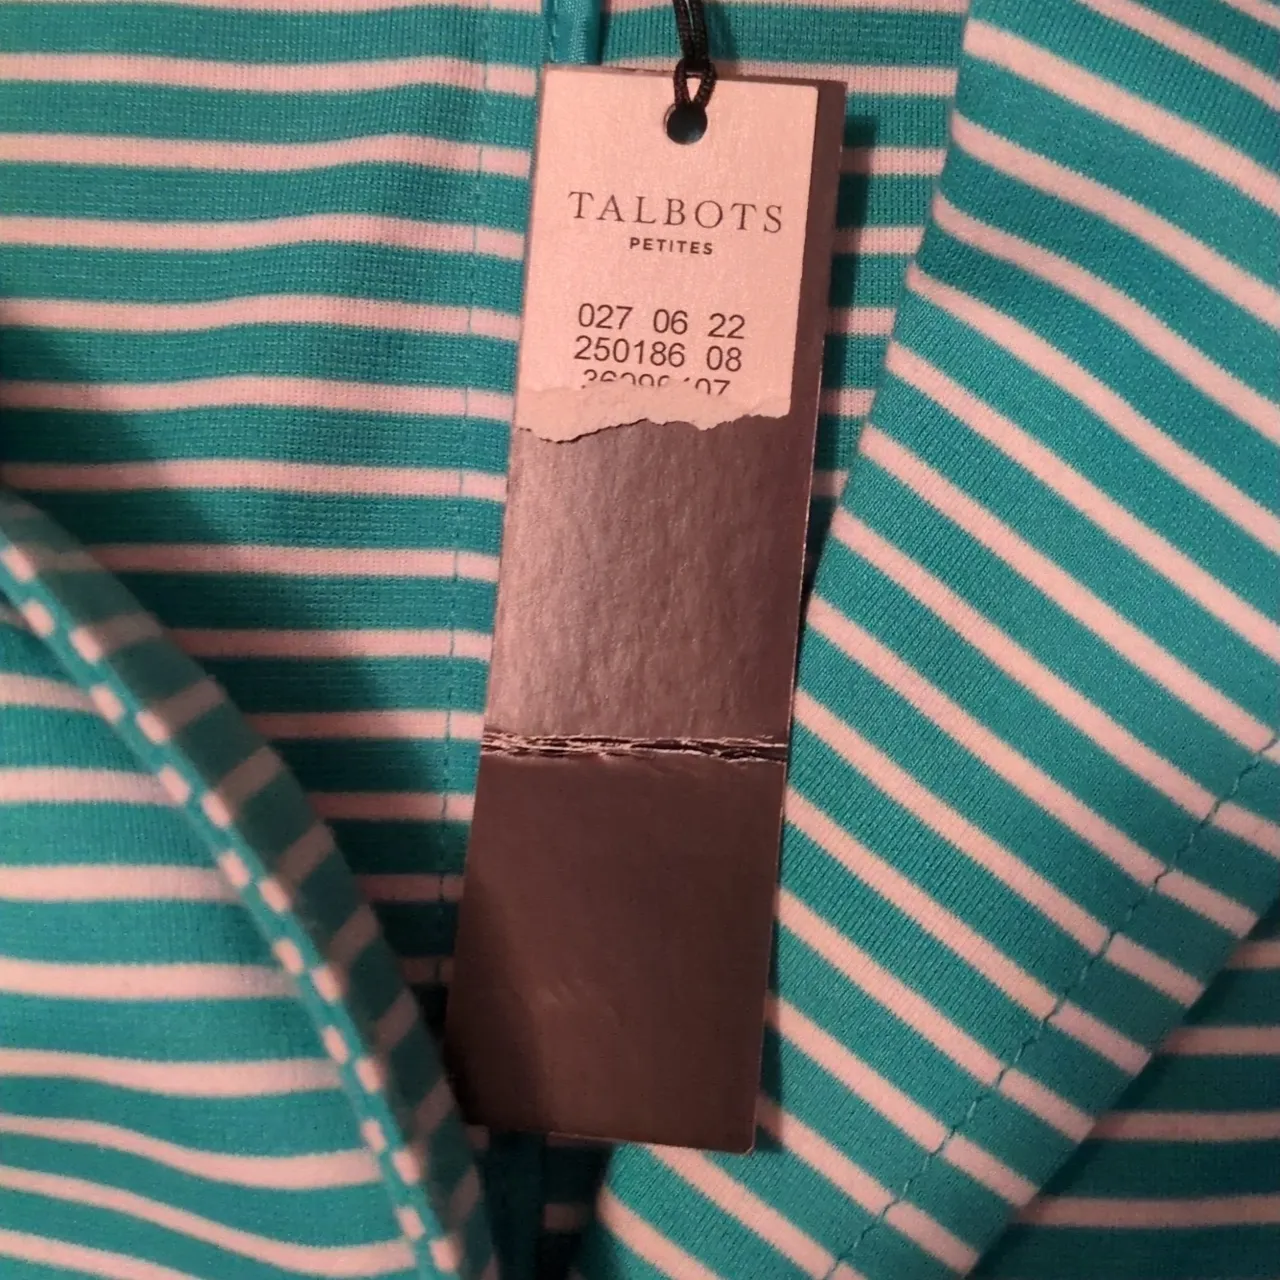 TALBOTS
PETITES
027 06 22
250186 08